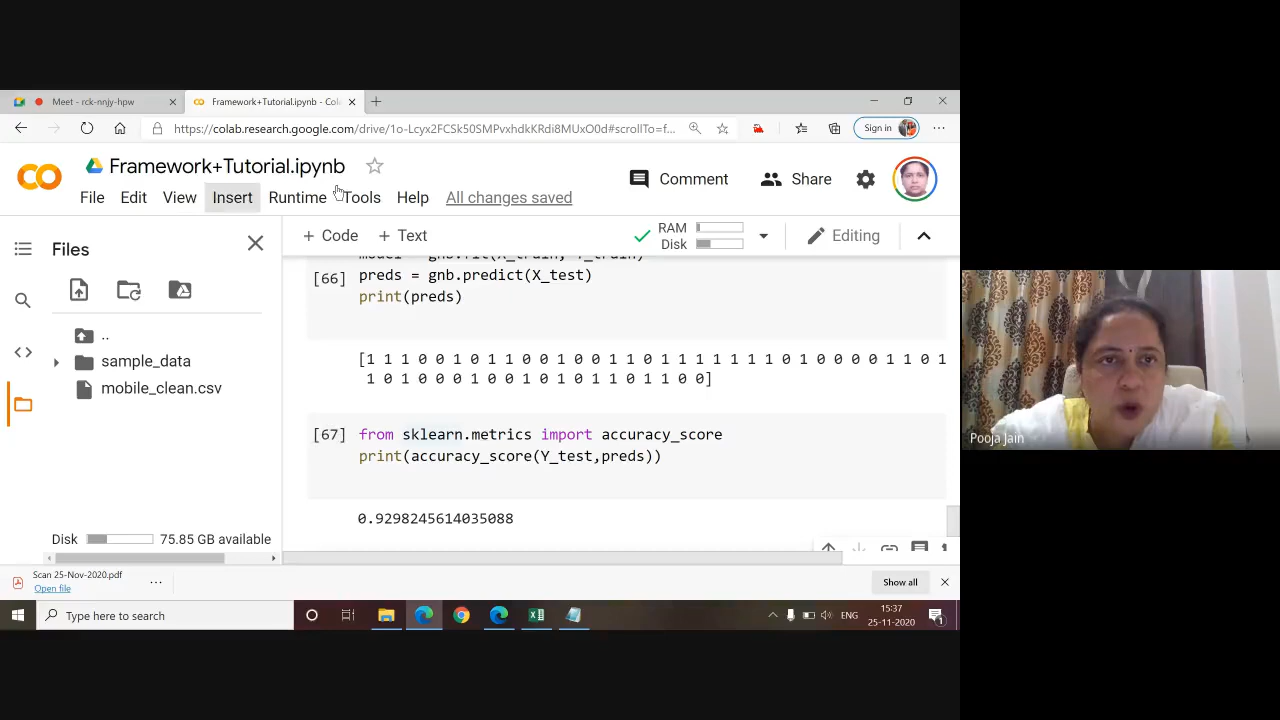 Meet - rck-nnjy-hpw
Framework+Tutorial.ipynb - Col
https://colab.research.google.com/drive/1o-Lcyx2FCSk50SMPvxhdkKRdi8MUxO0d#scrollTo=f...
Sign in
Framework+Tutorial.ipynb
Comment
Share
File Edit View Insert Runtime Tools Help All changes saved
Files
+ Code + Text
RAM
Disk
Editing
model = gnb.fit(X_train, Y_train)
[66] preds = gnb.predict(X_test)
print(preds)
..
sample_data
mobile_clean.csv
[1 1 1 0 0 1 0 1 1 0 0 1 0 0 1 1 0 1 1 1 1 1 1 1 0 1 0 0 0 0 1 1 0 1
1 0 1 0 0 0 1 0 0 1 0 1 0 1 1 0 1 1 0 0]
[67] from sklearn.metrics import accuracy_score
print(accuracy_score(Y_test,preds))
0.9298245614035088
Disk 75.85 GB available
Scan 25-Nov-2020.pdf
Open file
Show all
Type here to search
ENG
15:37
25-11-2020
1
Pooja Jain